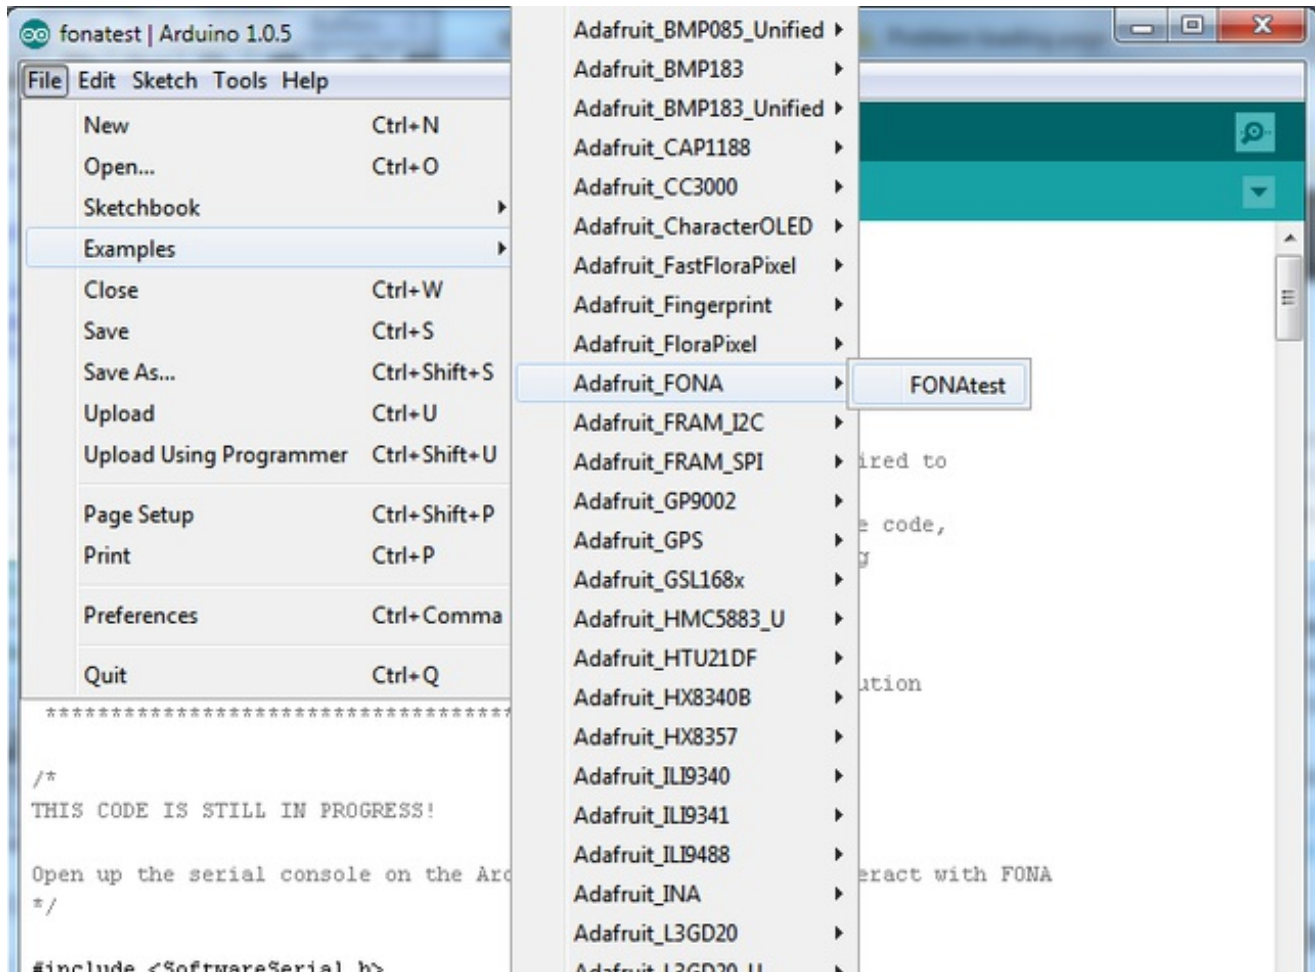 fonatest | Arduino 1.0.5
File Edit Sketch Tools Help
New Ctrl+N
Open... Ctrl+O
Sketchbook
Examples
Close Ctrl+W
Save Ctrl+S
Save As... Ctrl+Shift+S
Upload Ctrl+U
Upload Using Programmer Ctrl+Shift+U
Page Setup Ctrl+Shift+P
Print Ctrl+P
Preferences Ctrl+Comma
Quit Ctrl+Q
Adafruit_BMP085_Unified
Adafruit_BMP183
Adafruit_BMP183_Unified
Adafruit_CAP1188
Adafruit_CC3000
Adafruit_CharacterOLED
Adafruit_FastFloraPixel
Adafruit_Fingerprint
Adafruit_FloraPixel
Adafruit_FONA
Adafruit_FRAM_I2C
Adafruit_FRAM_SPI
Adafruit_GP9002
Adafruit_GPS
Adafruit_GSL168x
Adafruit_HMC5883_U
Adafruit_HTU21DF
Adafruit_HX8340B
Adafruit_HX8357
Adafruit_ILI9340
Adafruit_ILI9341
Adafruit_ILI9488
Adafruit_INA
Adafruit_L3GD20
Adafruit_L3GD20_U
FONAtest
ired to
e code,
g
ution
**************************************
/*
THIS CODE IS STILL IN PROGRESS!
Open up the serial console on the Ard eract with FONA
*/
#include <SoftwareSerial.h>